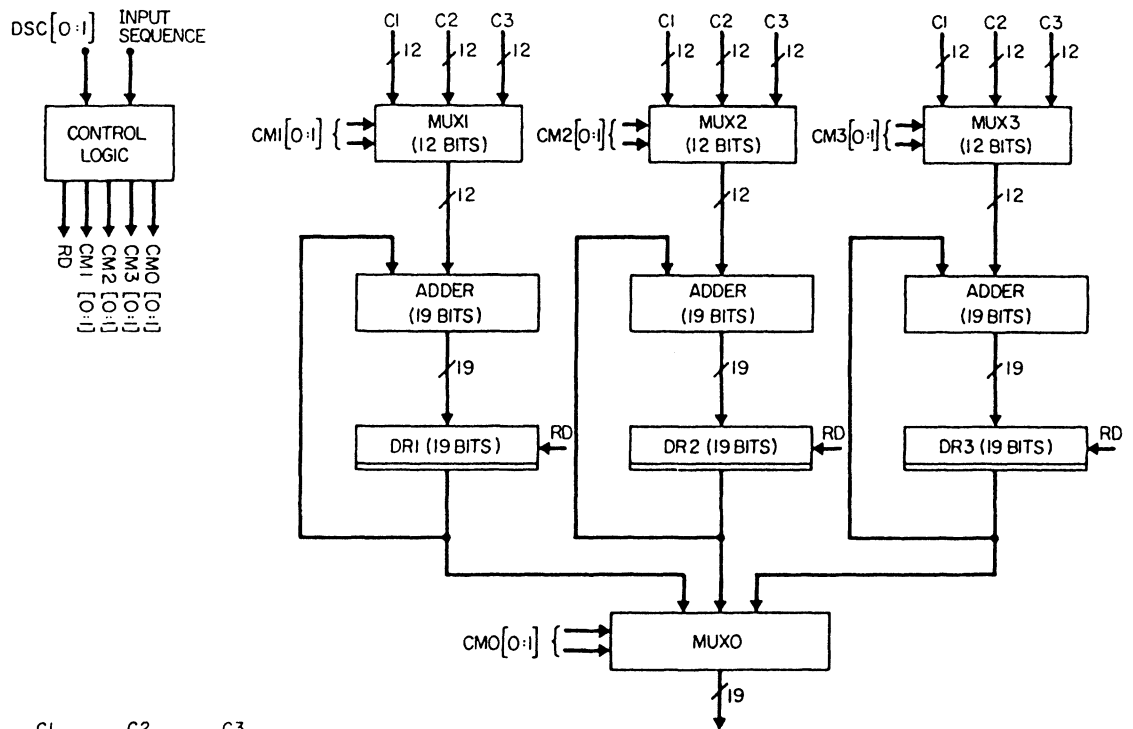 DSC[0:1] INPUT SEQUENCE
CONTROL LOGIC
RD
CM1 [0:1]
CM2 [0:1]
CM3 [0:1]
CM0 [0:1]
C1 C2 C3
12 12 12
CM1[0:1] {
MUX1
(12 BITS)
12
ADDER
(19 BITS)
19
DR1 (19 BITS)
RD
C1 C2 C3
12 12 12
CM2[0:1] {
MUX2
(12 BITS)
12
ADDER
(19 BITS)
19
DR2 (19 BITS)
RD
C1 C2 C3
12 12 12
CM3[0:1] {
MUX3
(12 BITS)
12
ADDER
(19 BITS)
19
DR3 (19 BITS)
RD
CM0[0:1] {
MUX0
19
C1 C2 C3